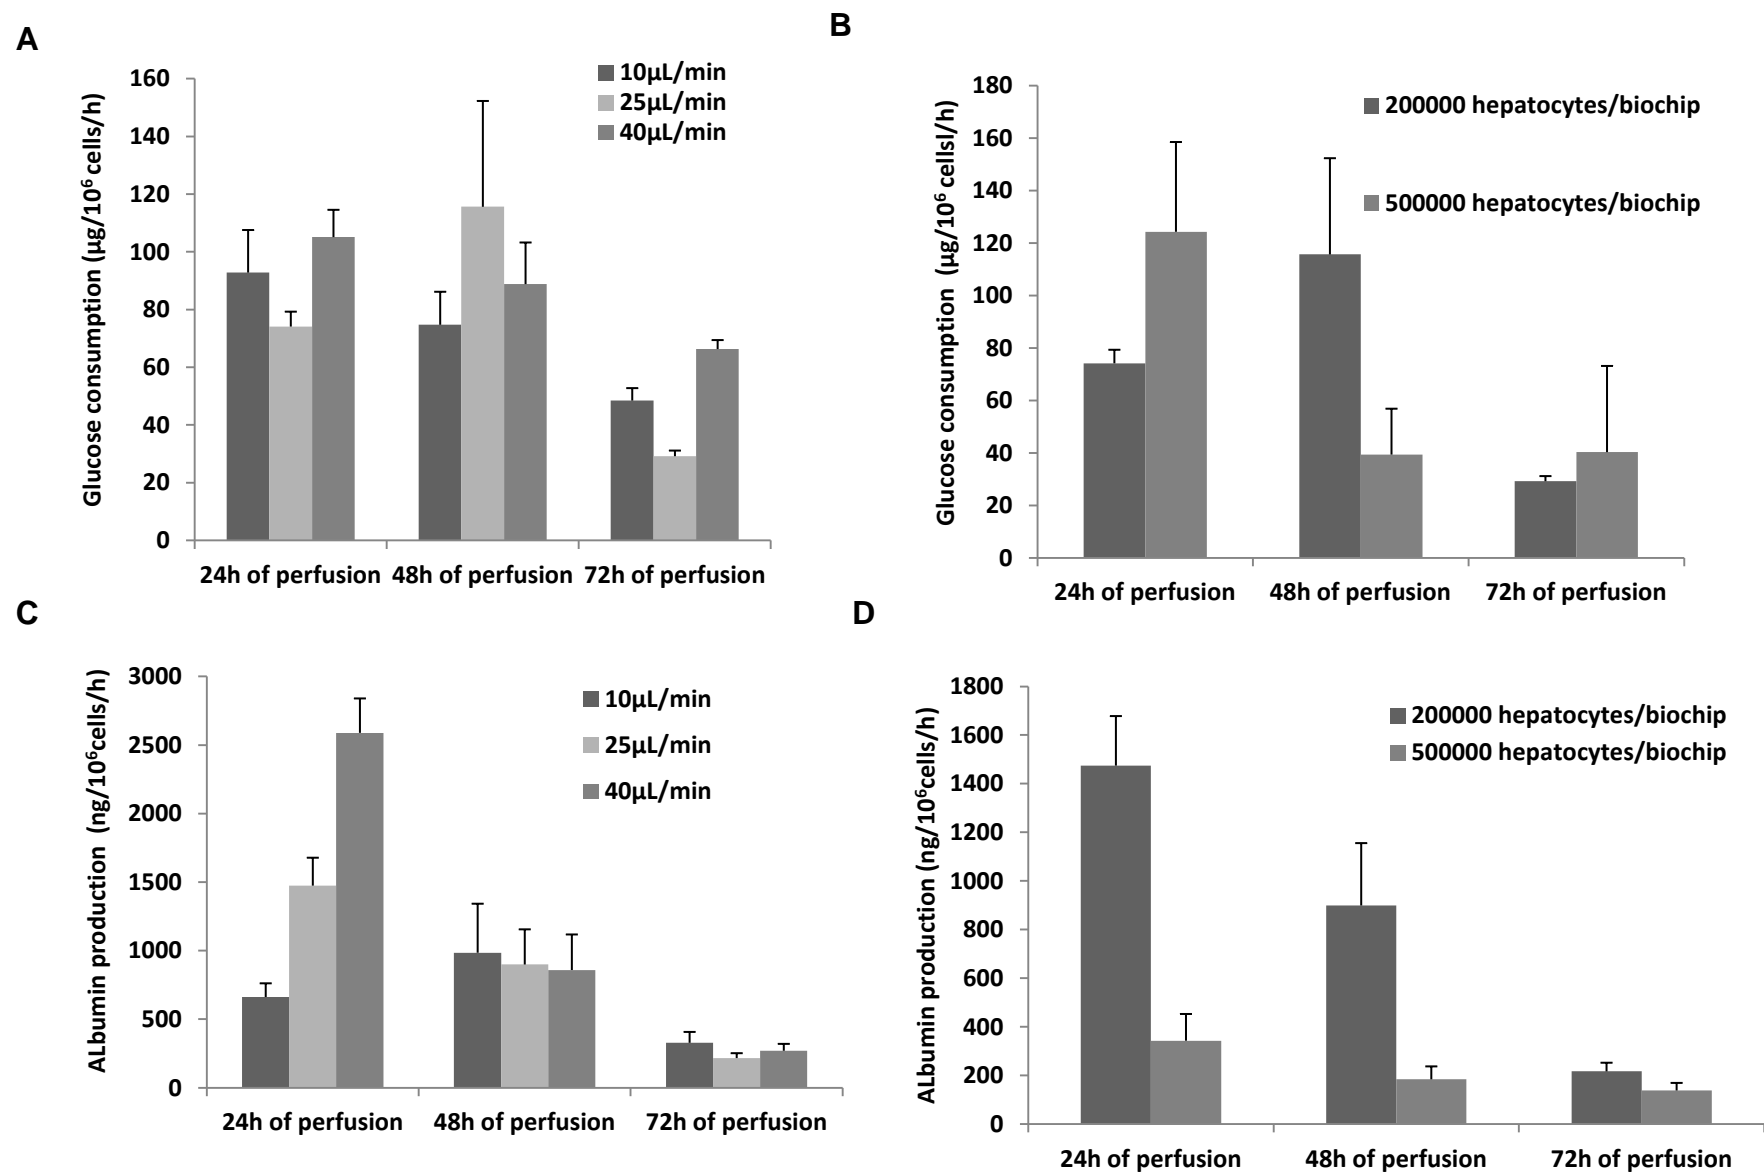 A
Glucose consumption (µg/10⁶ cells/h)
160
140
120
100
80
60
40
20
0
10µL/min
25µL/min
40µL/min
24h of perfusion 48h of perfusion 72h of perfusion
B
Glucose consumption (µg/10⁶ cellsl/h)
180
160
140
120
100
80
60
40
20
0
200000 hepatocytes/biochip
500000 hepatocytes/biochip
24h of perfusion 48h of perfusion 72h of perfusion
C
ALbumin production (ng/10⁶cells/h)
3000
2500
2000
1500
1000
500
0
10µL/min
25µL/min
40µL/min
24h of perfusion 48h of perfusion 72h of perfusion
D
ALbumin production (ng/10⁶cells/h)
1800
1600
1400
1200
1000
800
600
400
200
0
200000 hepatocytes/biochip
500000 hepatocytes/biochip
24h of perfusion 48h of perfusion 72h of perfusion